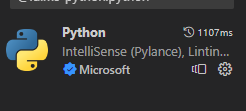 Python 1107ms
IntelliSense (Pylance), Lintin...
Microsoft